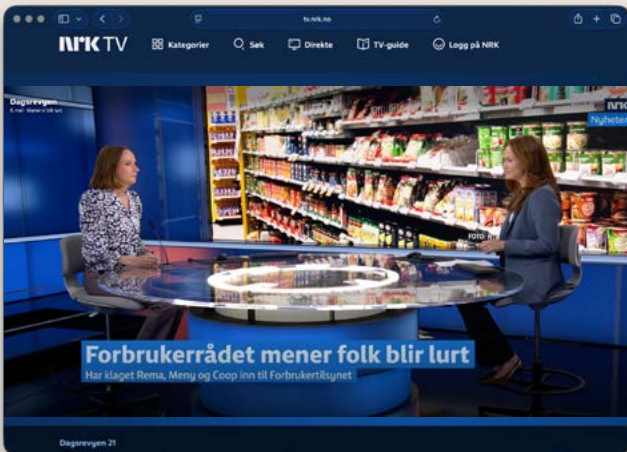 tv.nrk.no
NRK TV
Kategorier
Søk
Direkte
TV-guide
Logg på NRK
Dagsrevyen
NRK
Nyheter
Forbrukerrådet mener folk blir lurt
Har klaget Rema, Meny og Coop inn til Forbrukertilsynet
Dagsrevyen 21